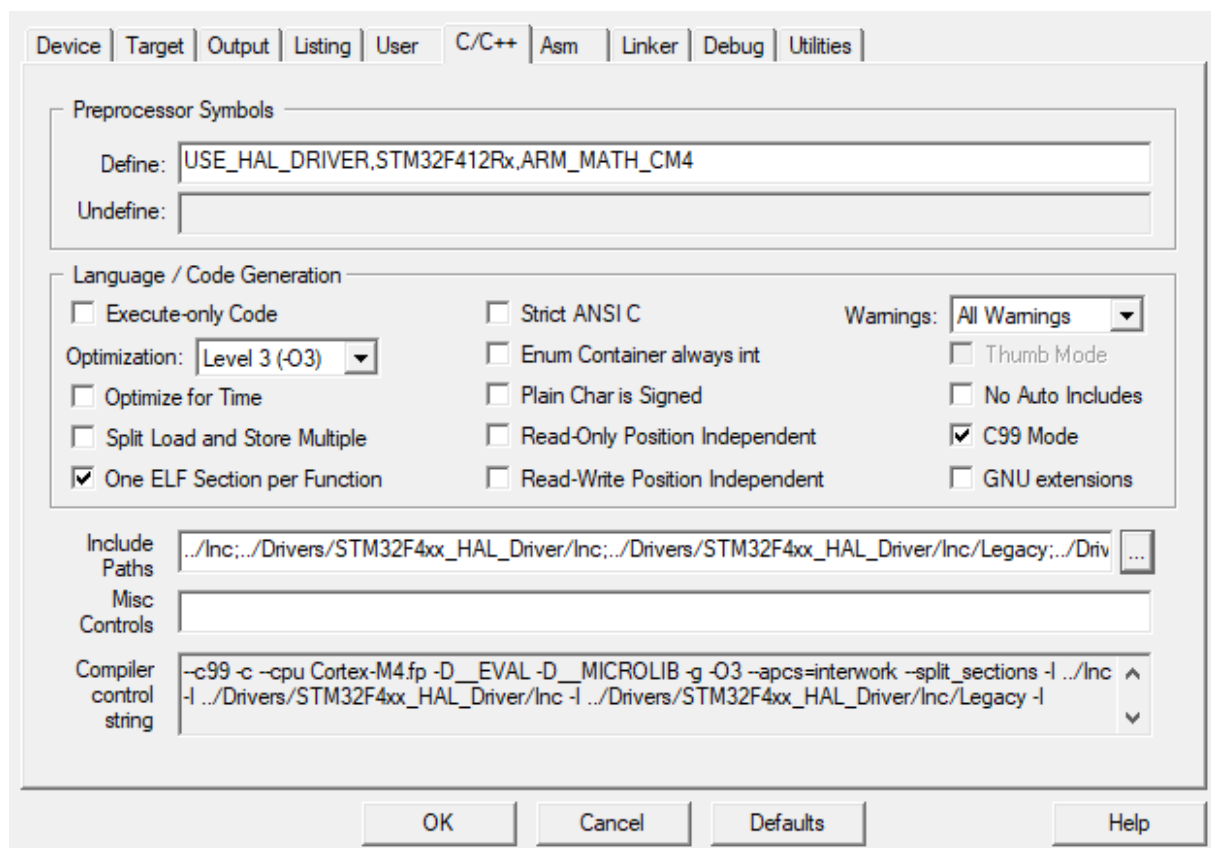 Device Target Output Listing User C/C++ Asm Linker Debug Utilities
Preprocessor Symbols
Define: USE_HAL_DRIVER,STM32F412Rx,ARM_MATH_CM4
Undefine:
Language / Code Generation
Execute-only Code Strict ANSI C Warnings: All Warnings
Optimization: Level 3 (-O3) Enum Container always int Thumb Mode
Optimize for Time Plain Char is Signed No Auto Includes
Split Load and Store Multiple Read-Only Position Independent C99 Mode
One ELF Section per Function Read-Write Position Independent GNU extensions
Include
Paths
../Inc;../Drivers/STM32F4xx_HAL_Driver/Inc;../Drivers/STM32F4xx_HAL_Driver/Inc/Legacy;../Driv ...
Misc
Controls
Compiler
control
string
--c99 -c --cpu Cortex-M4.fp -D__EVAL -D__MICROLIB -g -O3 --apcs=interwork --split_sections -I ../Inc
-I ../Drivers/STM32F4xx_HAL_Driver/Inc -I ../Drivers/STM32F4xx_HAL_Driver/Inc/Legacy -I
OK Cancel Defaults Help